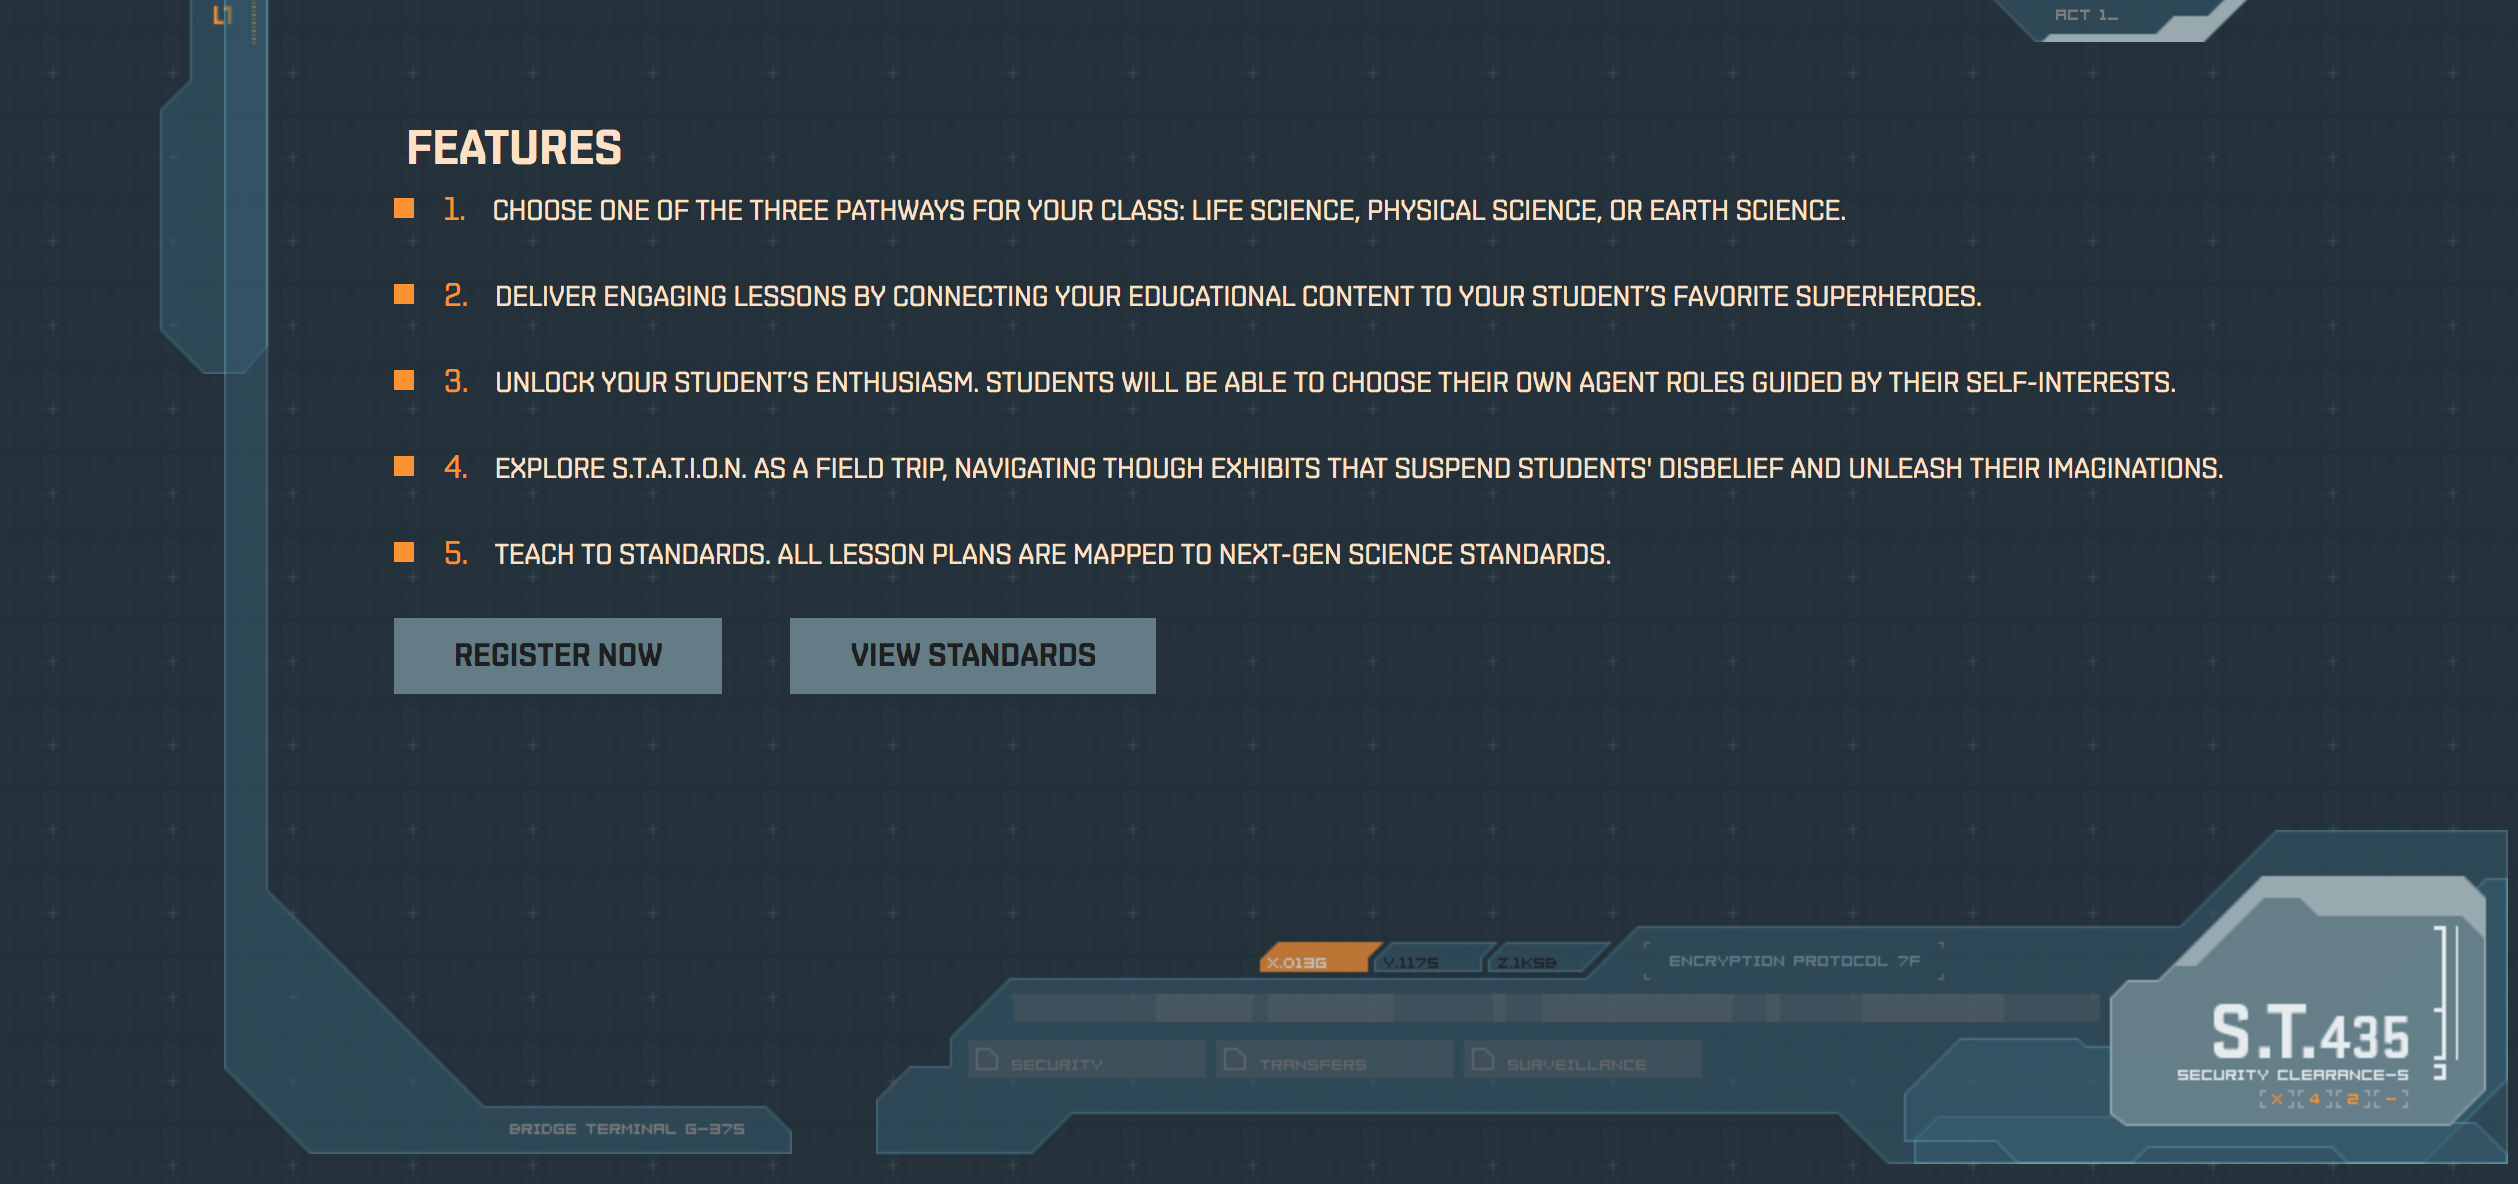 L1
ACT 1_
FEATURES
1. CHOOSE ONE OF THE THREE PATHWAYS FOR YOUR CLASS: LIFE SCIENCE, PHYSICAL SCIENCE, OR EARTH SCIENCE.
2. DELIVER ENGAGING LESSONS BY CONNECTING YOUR EDUCATIONAL CONTENT TO YOUR STUDENT'S FAVORITE SUPERHEROES.
3. UNLOCK YOUR STUDENT'S ENTHUSIASM. STUDENTS WILL BE ABLE TO CHOOSE THEIR OWN AGENT ROLES GUIDED BY THEIR SELF-INTERESTS.
4. EXPLORE S.T.A.T.I.O.N. AS A FIELD TRIP, NAVIGATING THOUGH EXHIBITS THAT SUSPEND STUDENTS' DISBELIEF AND UNLEASH THEIR IMAGINATIONS.
5. TEACH TO STANDARDS. ALL LESSON PLANS ARE MAPPED TO NEXT-GEN SCIENCE STANDARDS.
REGISTER NOW VIEW STANDARDS
X.013G Y.117S Z.1K5B ENCRYPTION PROTOCOL 7F
SECURITY TRANSFERS SURVEILLANCE
S.T.435
SECURITY CLEARANCE-5
X 4 2 -
BRIDGE TERMINAL G-375